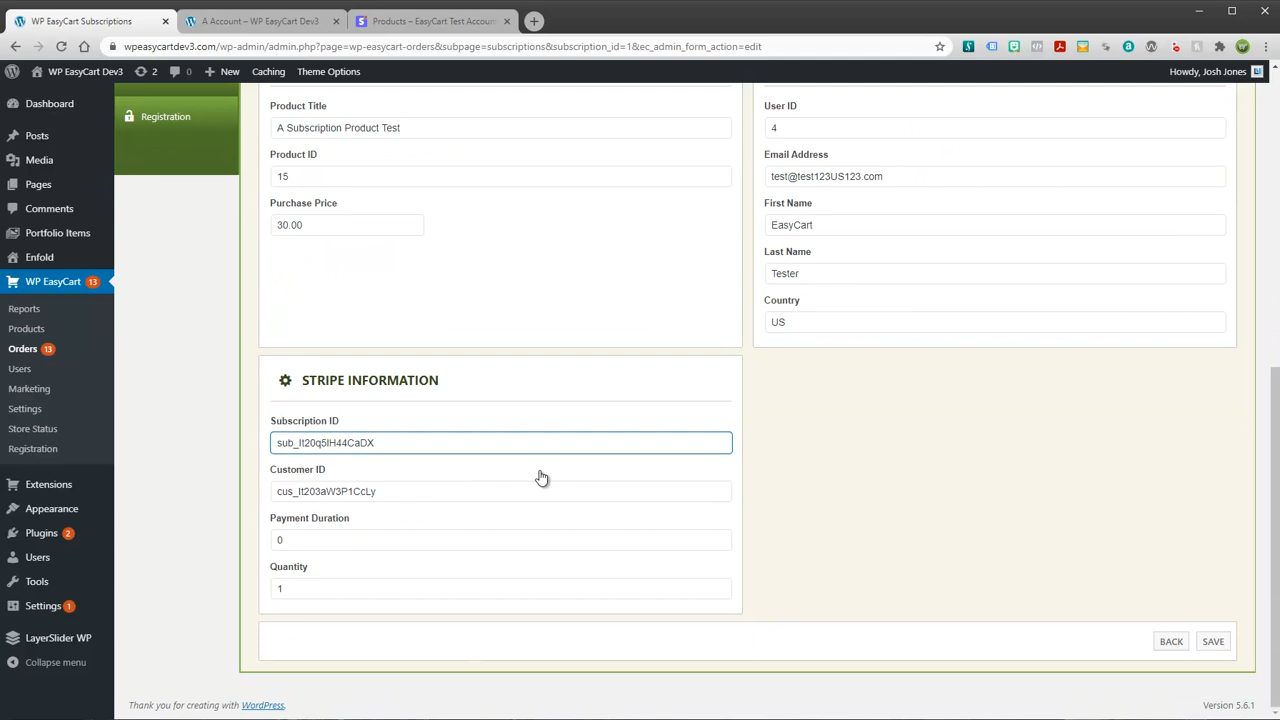 WP EasyCart Subscriptions
A Account – WP EasyCart Dev3
Products – EasyCart Test Account
wpeasycartdev3.com/wp-admin/admin.php?page=wp-easycart-orders&subpage=subscriptions&subscription_id=1&ec_admin_form_action=edit
WP EasyCart Dev3 2 0 New Caching Theme Options Howdy, Josh Jones
Dashboard
Posts
Media
Pages
Comments
Portfolio Items
Enfold
WP EasyCart 13
Reports
Products
Orders 13
Users
Marketing
Settings
Store Status
Registration
Extensions
Appearance
Plugins 2
Users
Tools
Settings 1
LayerSlider WP
Collapse menu
Registration
Product Title
A Subscription Product Test
Product ID
15
Purchase Price
30.00
User ID
4
Email Address
test@test123US123.com
First Name
EasyCart
Last Name
Tester
Country
US
STRIPE INFORMATION
Subscription ID
sub_It20q5IH44CaDX
Customer ID
cus_It203aW3P1CcLy
Payment Duration
0
Quantity
1
BACK SAVE
Thank you for creating with WordPress.
Version 5.6.1